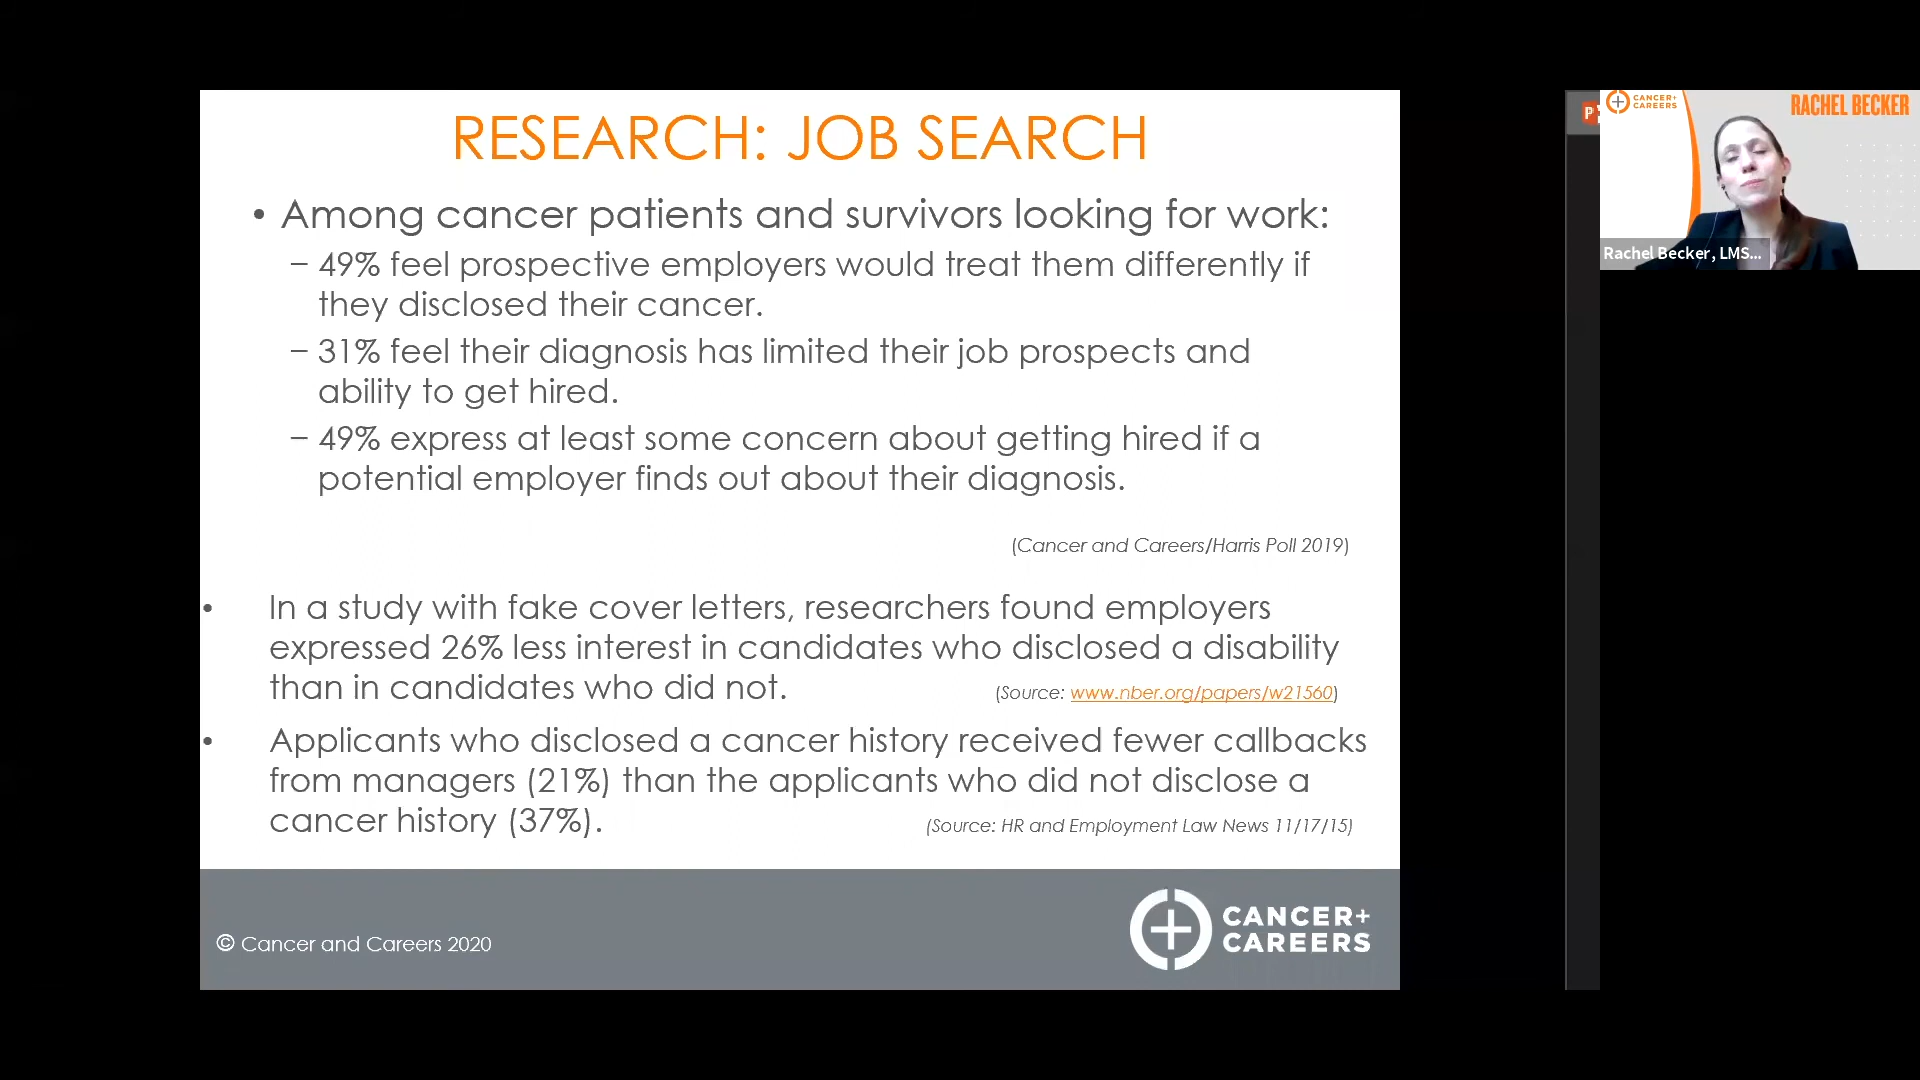 RESEARCH: JOB SEARCH
• Among cancer patients and survivors looking for work:
– 49% feel prospective employers would treat them differently if
they disclosed their cancer.
– 31% feel their diagnosis has limited their job prospects and
ability to get hired.
– 49% express at least some concern about getting hired if a
potential employer finds out about their diagnosis.
(Cancer and Careers/Harris Poll 2019)
• In a study with fake cover letters, researchers found employers
expressed 26% less interest in candidates who disclosed a disability
than in candidates who did not. (Source: www.nber.org/papers/w21560)
• Applicants who disclosed a cancer history received fewer callbacks
from managers (21%) than the applicants who did not disclose a
cancer history (37%). (Source: HR and Employment Law News 11/17/15)
© Cancer and Careers 2020
CANCER+
CAREERS
CANCER+
CAREERS
RACHEL BECKER
Rachel Becker, LMS...